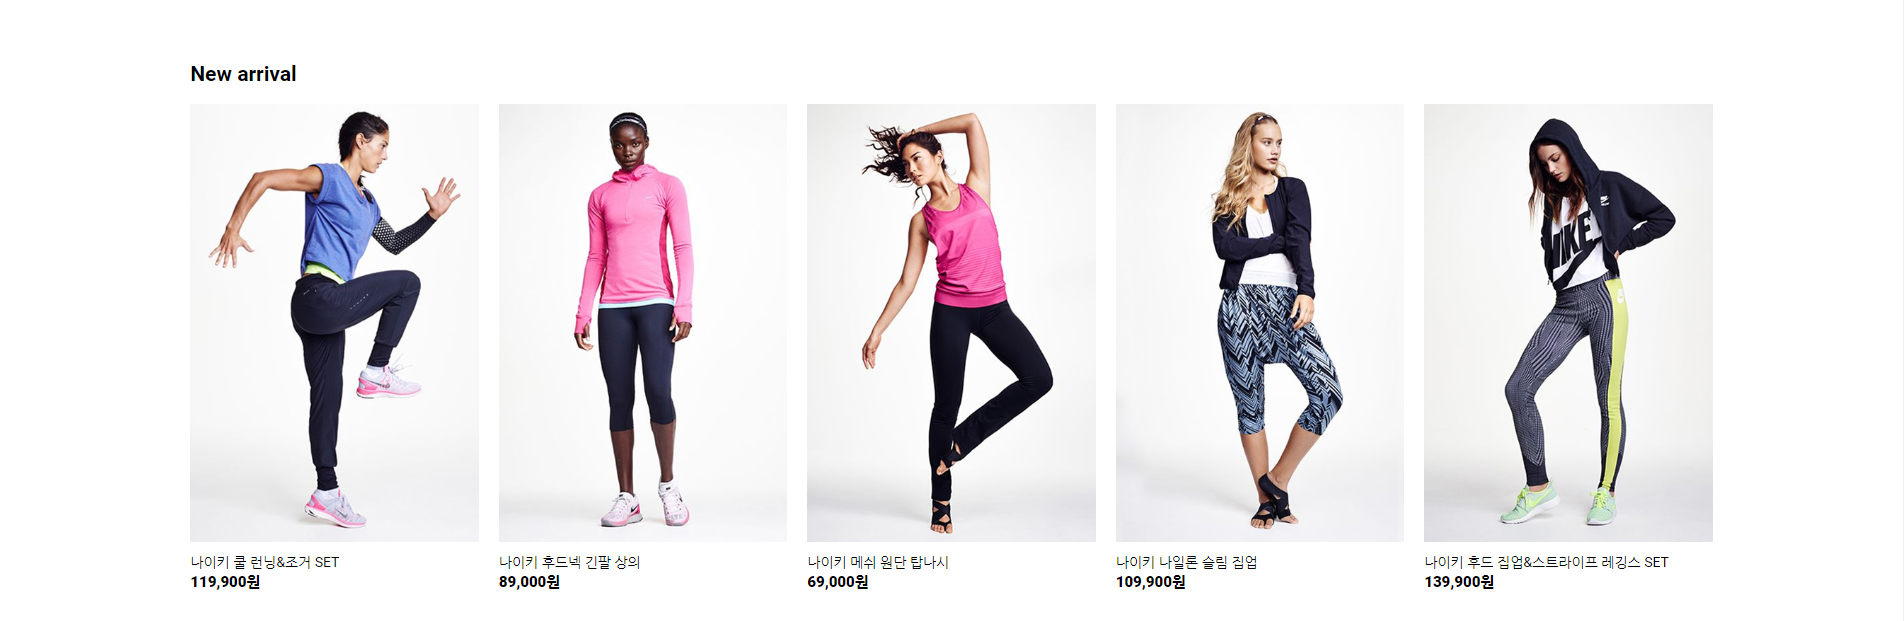 New arrival
NIKE
나이키 쿨 런닝&조거 SET
119,900원
나이키 후드넥 긴팔 상의
89,000원
나이키 메쉬 원단 탑나시
69,000원
나이키 나일론 슬림 집업
109,900원
나이키 후드 집업&스트라이프 레깅스 SET
139,900원